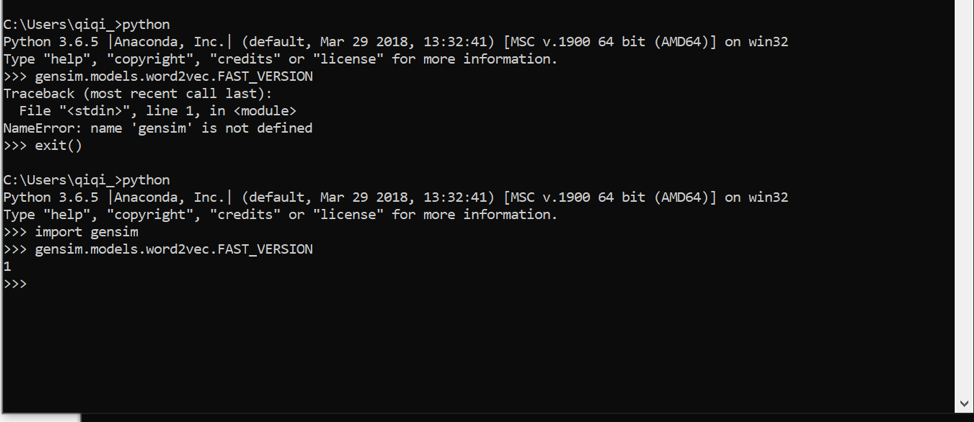 C:\Users\qiqi_>python
Python 3.6.5 |Anaconda, Inc.| (default, Mar 29 2018, 13:32:41) [MSC v.1900 64 bit (AMD64)] on win32
Type "help", "copyright", "credits" or "license" for more information.
>>> gensim.models.word2vec.FAST_VERSION
Traceback (most recent call last):
  File "<stdin>", line 1, in <module>
NameError: name 'gensim' is not defined
>>> exit()
C:\Users\qiqi_>python
Python 3.6.5 |Anaconda, Inc.| (default, Mar 29 2018, 13:32:41) [MSC v.1900 64 bit (AMD64)] on win32
Type "help", "copyright", "credits" or "license" for more information.
>>> import gensim
>>> gensim.models.word2vec.FAST_VERSION
1
>>>